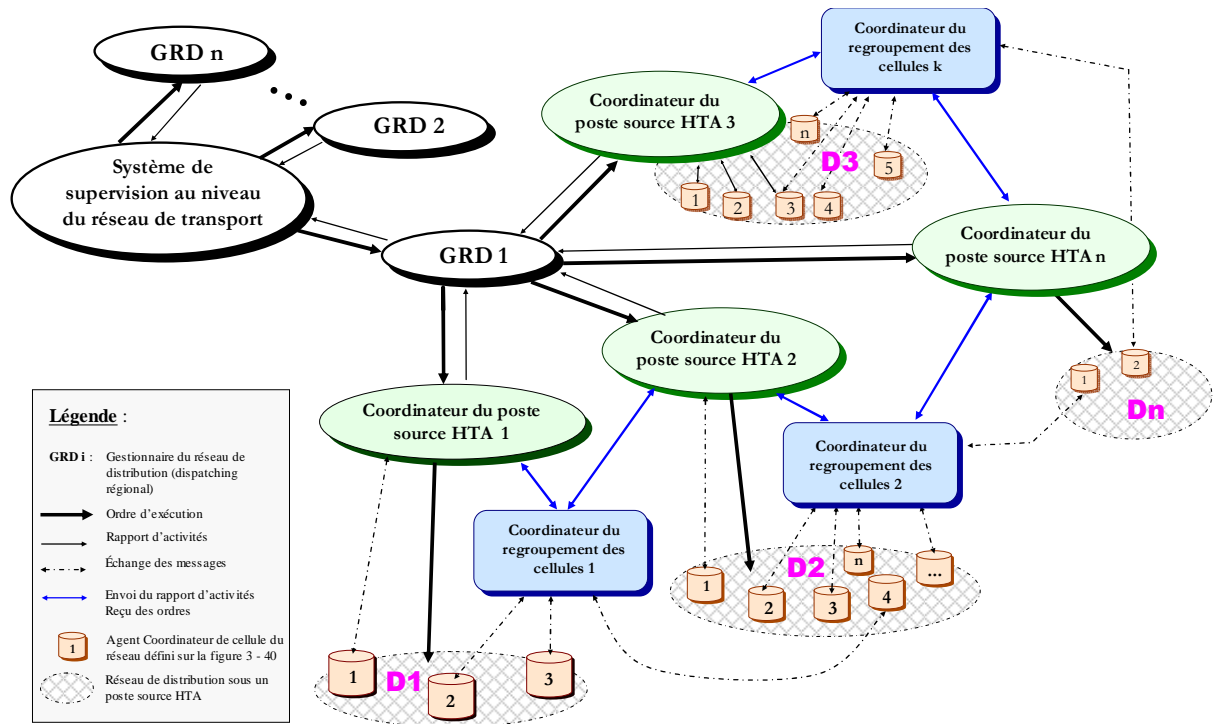 GRD n
GRD 2
Système de
supervision au niveau
du réseau de transport
GRD 1
Coordinateur du
poste source HTA 3
Coordinateur du
regroupement des
cellules k
n
D3
5
1
2
3
4
Coordinateur du
poste source HTA n
Coordinateur du
poste source HTA 2
Coordinateur du poste
source HTA 1
1
2
Dn
Coordinateur du
regroupement des
cellules 2
Coordinateur du
regroupement des
cellules 1
D2
n
...
1
2
3
4
D1
1
2
3
Légende :
GRD i : Gestionnaire du réseau de
distribution (dispatching
régional)
Ordre d'exécution
Rapport d'activités
Échange des messages
Envoi du rapport d'activités
Reçu des ordres
1
Agent Coordinateur de cellule du
réseau défini sur la figure 3 - 40
Réseau de distribution sous un
poste source HTA